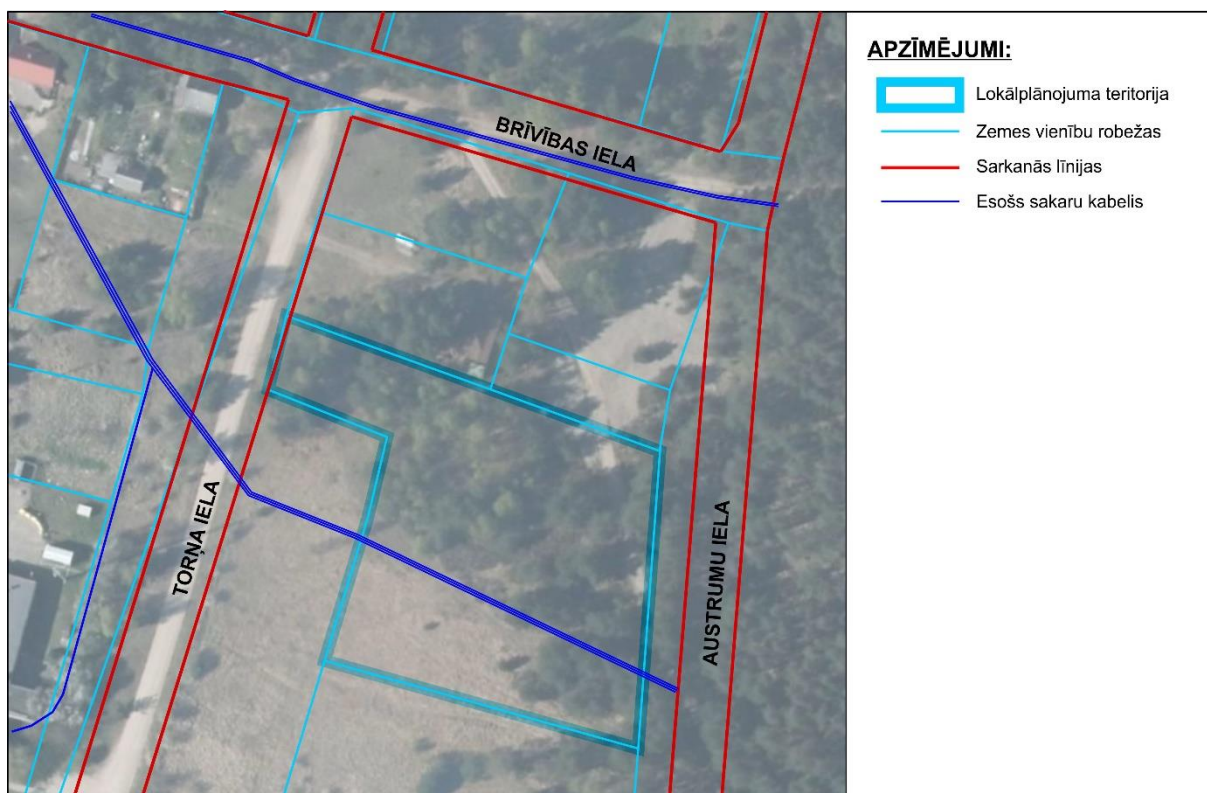 BRĪVĪBAS IELA
TORŅA IELA
AUSTRUMU IELA
APZĪMĒJUMI:
Lokālplānojuma teritorija
Zemes vienību robežas
Sarkanās līnijas
Esošs sakaru kabelis